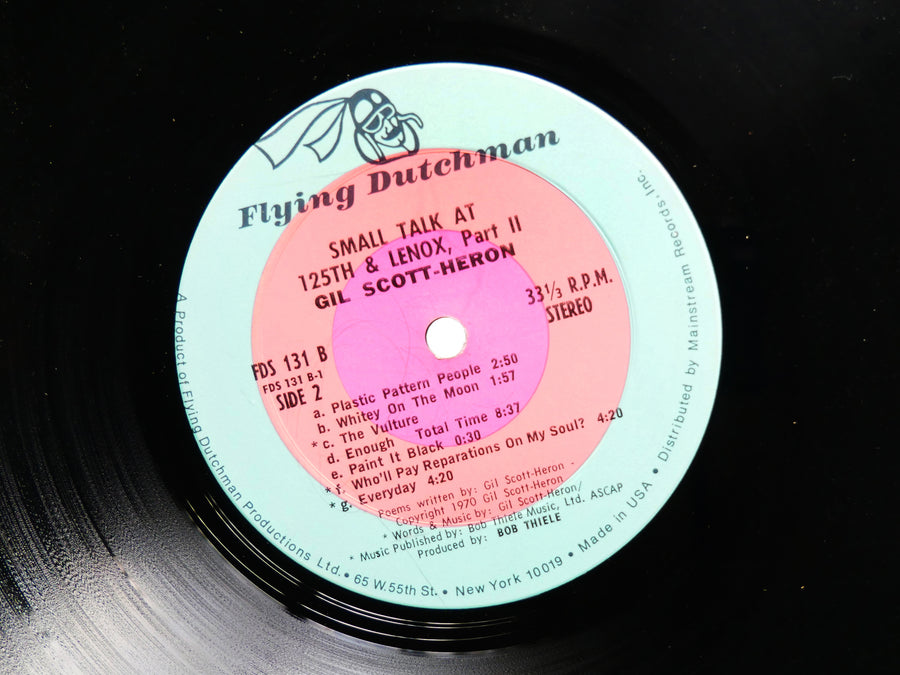 Flying Dutchman
SMALL TALK AT
125TH & LENOX, Part II
GIL SCOTT-HERON
33⅓ R.P.M.
STEREO
FDS 131 B
FDS 131 B-1
SIDE 2
a. Plastic Pattern People 2:50
b. Whitey On The Moon 1:57
* c. The Vulture
d. Enough Total Time 8:37
e. Paint It Black 0:30
* f. Who'll Pay Reparations On My Soul? 4:20
* g. Everyday 4:20
Poems written by: Gil Scott-Heron -
Copyright 1970 Gil Scott-Heron
* Words & Music by: Gil Scott-Heron/
* Music Published by: Bob Thiele Music, Ltd. ASCAP
Produced by: BOB THIELE
A Product of Flying Dutchman Productions Ltd. • 65 W. 55th St. • New York 10019 • Made in USA • Distributed by Mainstream Records, Inc.